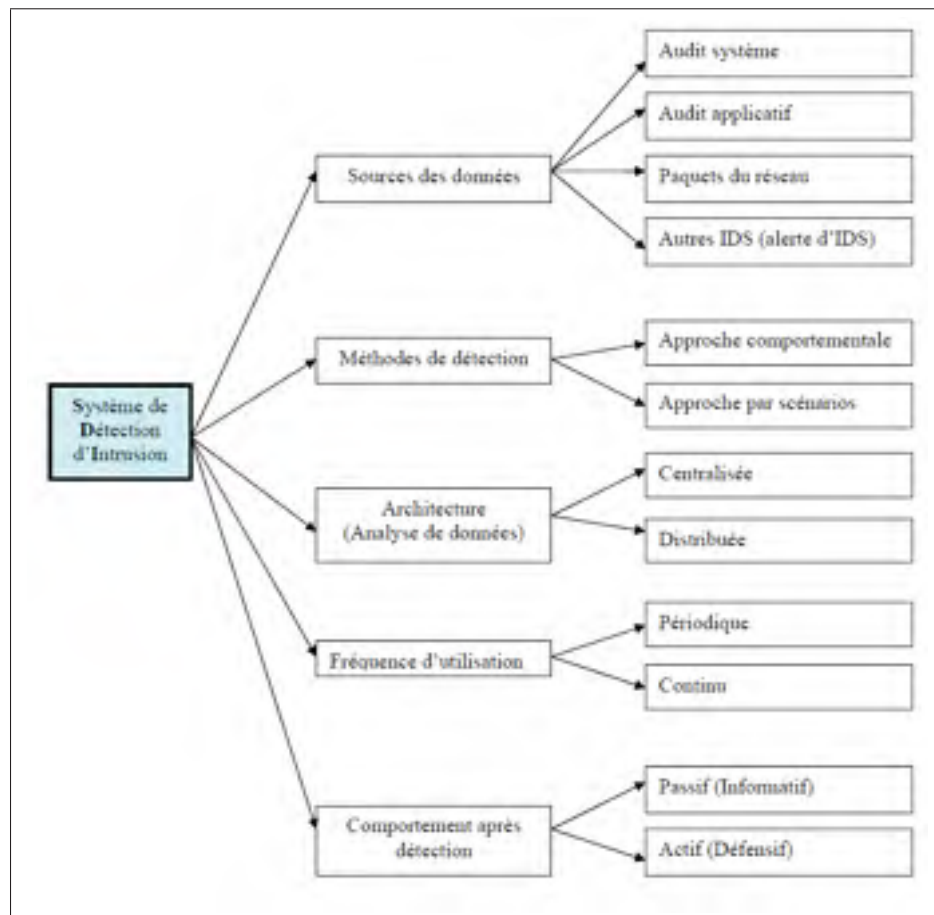 Système de
Détection
d'Intrusion
Sources des données
Audit système
Audit applicatif
Paquets du réseau
Autres IDS (alerte d'IDS)
Méthodes de détection
Approche comportementale
Approche par scénarios
Architecture
(Analyse de données)
Centralisée
Distribuée
Fréquence d'utilisation
Périodique
Continu
Comportement après
détection
Passif (Informatif)
Actif (Défensif)